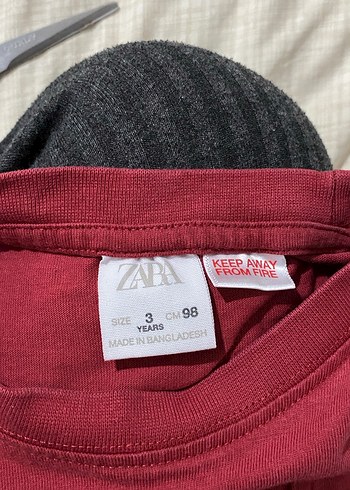 ZARA
SIZE 3 YEARS CM 98
MADE IN BANGLADESH
KEEP AWAY
FROM FIRE